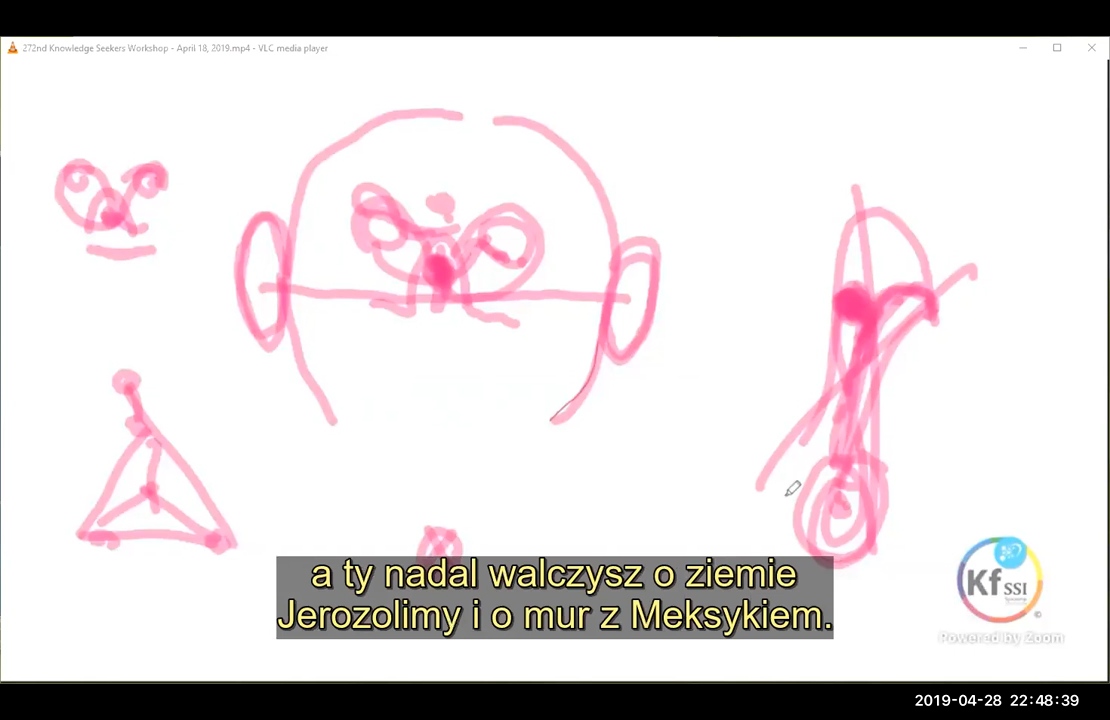 272nd Knowledge Seekers Workshop - April 18, 2019.mp4 - VLC media player
Kf SSI
©
Powered by Zoom
a ty nadal walczysz o ziemie
Jerozolimy i o mur z Meksykiem.
2019-04-28 22:48:39